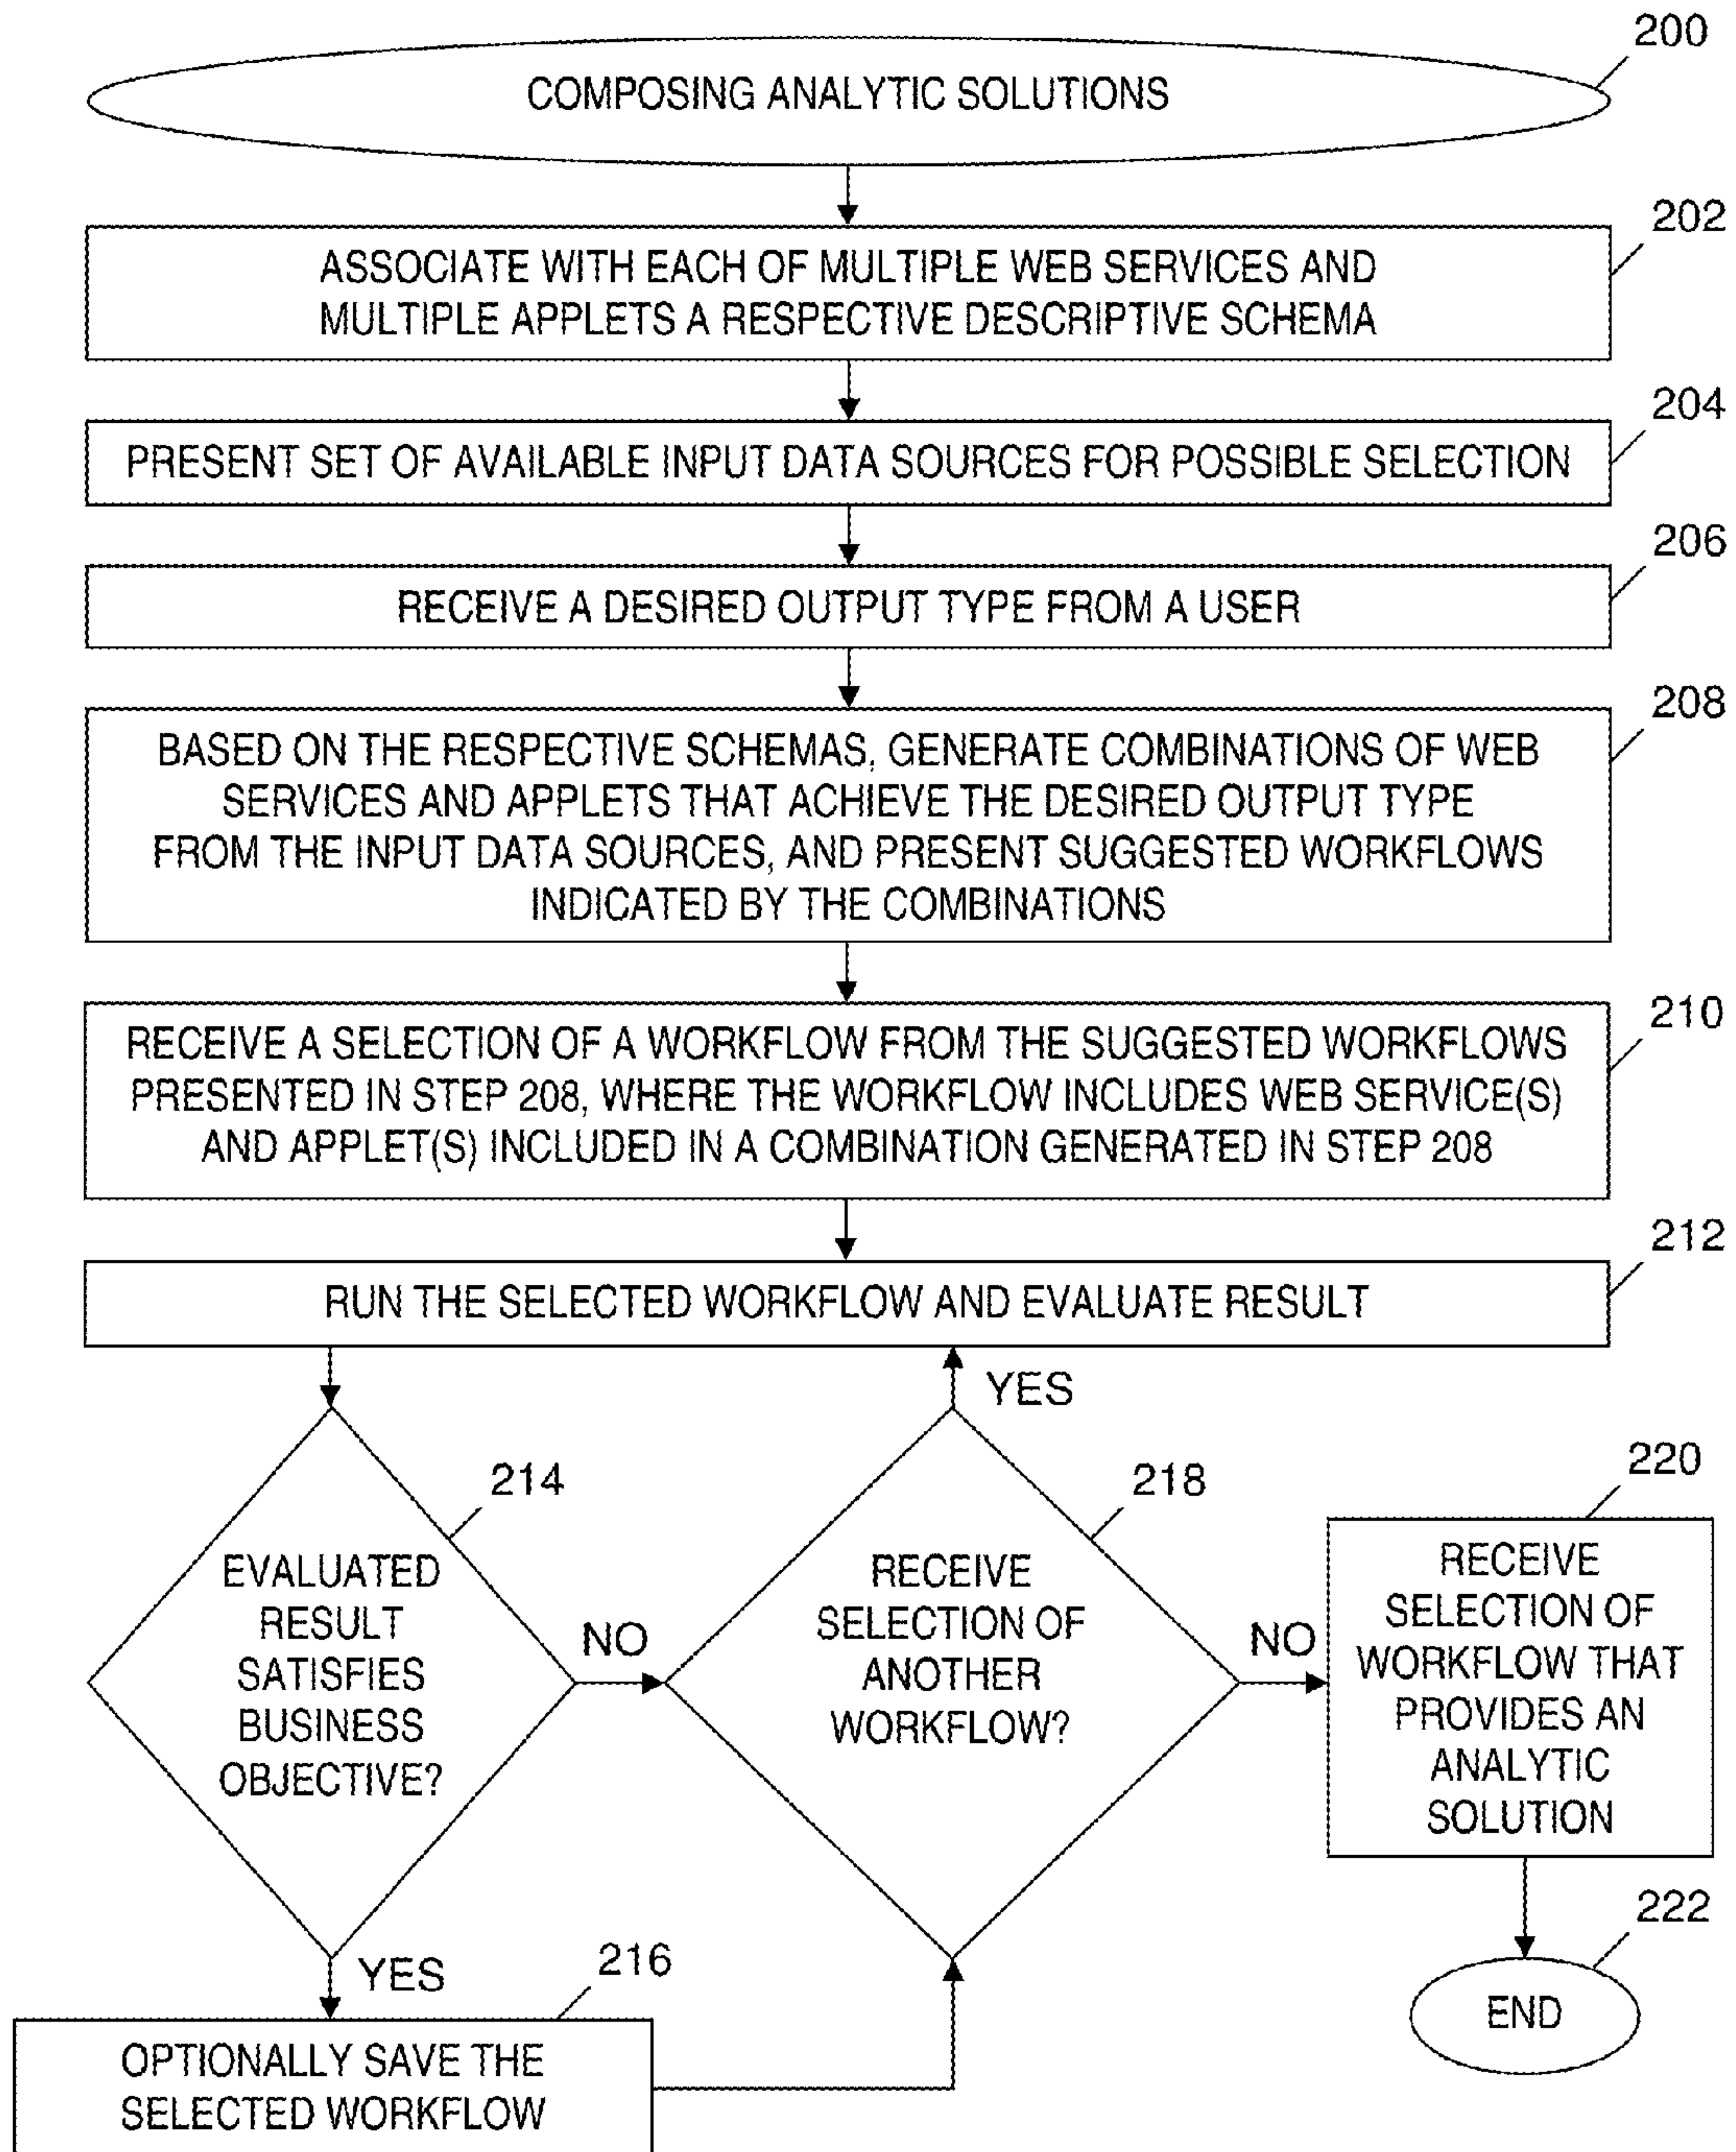 200
COMPOSING ANALYTIC SOLUTIONS
202
ASSOCIATE WITH EACH OF MULTIPLE WEB SERVICES AND
MULTIPLE APPLETS A RESPECTIVE DESCRIPTIVE SCHEMA
204
PRESENT SET OF AVAILABLE INPUT DATA SOURCES FOR POSSIBLE SELECTION
206
RECEIVE A DESIRED OUTPUT TYPE FROM A USER
208
BASED ON THE RESPECTIVE SCHEMAS, GENERATE COMBINATIONS OF WEB
SERVICES AND APPLETS THAT ACHIEVE THE DESIRED OUTPUT TYPE
FROM THE INPUT DATA SOURCES, AND PRESENT SUGGESTED WORKFLOWS
INDICATED BY THE COMBINATIONS
210
RECEIVE A SELECTION OF A WORKFLOW FROM THE SUGGESTED WORKFLOWS
PRESENTED IN STEP 208, WHERE THE WORKFLOW INCLUDES WEB SERVICE(S)
AND APPLET(S) INCLUDED IN A COMBINATION GENERATED IN STEP 208
212
RUN THE SELECTED WORKFLOW AND EVALUATE RESULT
214
EVALUATED
RESULT
SATISFIES
BUSINESS
OBJECTIVE?
NO
YES
216
OPTIONALLY SAVE THE
SELECTED WORKFLOW
YES
218
RECEIVE
SELECTION OF
ANOTHER
WORKFLOW?
NO
220
RECEIVE
SELECTION OF
WORKFLOW THAT
PROVIDES AN
ANALYTIC
SOLUTION
222
END